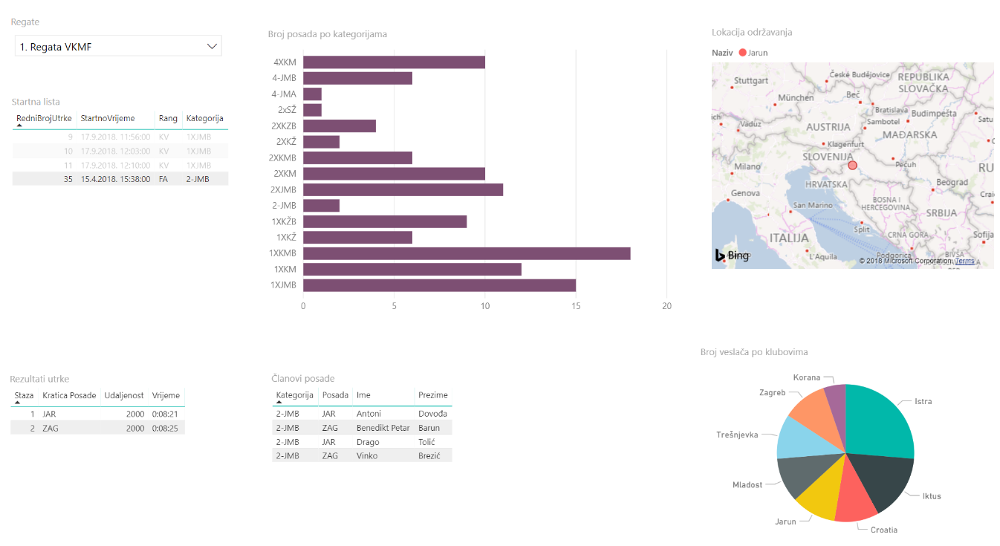 Regate
1. Regata VKMF
Startna lista
RedniBrojUtrke StartnoVrijeme Rang Kategorija
9 17.9.2018. 11:56:00 KV 1XJMB
10 17.9.2018. 12:03:00 KV 1XJMB
11 17.9.2018. 12:10:00 KV 1XJMB
35 15.4.2018. 15:38:00 FA 2-JMB
Broj posada po kategorijama
4XKM
4-JMB
4-JMA
2xSŽ
2XKZB
2XKŽ
2XKMB
2XKM
2XJMB
2-JMB
1XKŽB
1XKŽ
1XKMB
1XKM
1XJMB
0 5 10 15 20
Lokacija održavanja
Naziv Jarun
Stuttgart
České Budějovice
REPUBLIKA
SLOVAČKA
München
Beč
Bratislava
Budimpešta
Satu
ich
Vaduz
Sambotel
AUSTRIJA
MAĐARSKA
Klagenfurt
SLOVENIJA
Pečuh
RU
Milano
HRVATSKA
Beograd
Genova
BOSNA I
HERCEGOVINA
Crai
San Marino
SRBIJA
Split
ITALIJA
CRNA GORA
Sofija
L'Aquila
Podgorica
BIVŠA
Bing
© 2018 Microsoft Corporation, Terms
Rezultati utrke
Staza Kratica Posade Udaljenost Vrijeme
1 JAR 2000 0:08:21
2 ZAG 2000 0:08:25
Članovi posade
Kategorija Posada Ime Prezime
2-JMB JAR Antoni Dovođa
2-JMB ZAG Benedikt Petar Barun
2-JMB JAR Drago Tolić
2-JMB ZAG Vinko Brezić
Broj veslača po klubovima
Korana
Zagreb
Istra
Trešnjevka
Mladost
Iktus
Jarun
Croatia